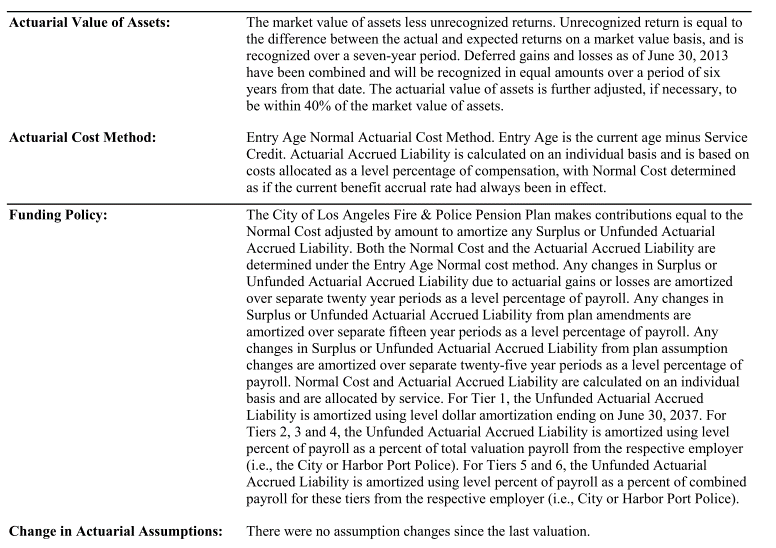 Actuarial Value of Assets: The market value of assets less unrecognized returns. Unrecognized return is equal to
the difference between the actual and expected returns on a market value basis, and is
recognized over a seven-year period. Deferred gains and losses as of June 30, 2013
have been combined and will be recognized in equal amounts over a period of six
years from that date. The actuarial value of assets is further adjusted, if necessary, to
be within 40% of the market value of assets.
Actuarial Cost Method: Entry Age Normal Actuarial Cost Method. Entry Age is the current age minus Service
Credit. Actuarial Accrued Liability is calculated on an individual basis and is based on
costs allocated as a level percentage of compensation, with Normal Cost determined
as if the current benefit accrual rate had always been in effect.
Funding Policy: The City of Los Angeles Fire & Police Pension Plan makes contributions equal to the
Normal Cost adjusted by amount to amortize any Surplus or Unfunded Actuarial
Accrued Liability. Both the Normal Cost and the Actuarial Accrued Liability are
determined under the Entry Age Normal cost method. Any changes in Surplus or
Unfunded Actuarial Accrued Liability due to actuarial gains or losses are amortized
over separate twenty year periods as a level percentage of payroll. Any changes in
Surplus or Unfunded Actuarial Accrued Liability from plan amendments are
amortized over separate fifteen year periods as a level percentage of payroll. Any
changes in Surplus or Unfunded Actuarial Accrued Liability from plan assumption
changes are amortized over separate twenty-five year periods as a level percentage of
payroll. Normal Cost and Actuarial Accrued Liability are calculated on an individual
basis and are allocated by service. For Tier 1, the Unfunded Actuarial Accrued
Liability is amortized using level dollar amortization ending on June 30, 2037. For
Tiers 2, 3 and 4, the Unfunded Actuarial Accrued Liability is amortized using level
percent of payroll as a percent of total valuation payroll from the respective employer
(i.e., the City or Harbor Port Police). For Tiers 5 and 6, the Unfunded Actuarial
Accrued Liability is amortized using level percent of payroll as a percent of combined
payroll for these tiers from the respective employer (i.e., City or Harbor Port Police).
Change in Actuarial Assumptions: There were no assumption changes since the last valuation.